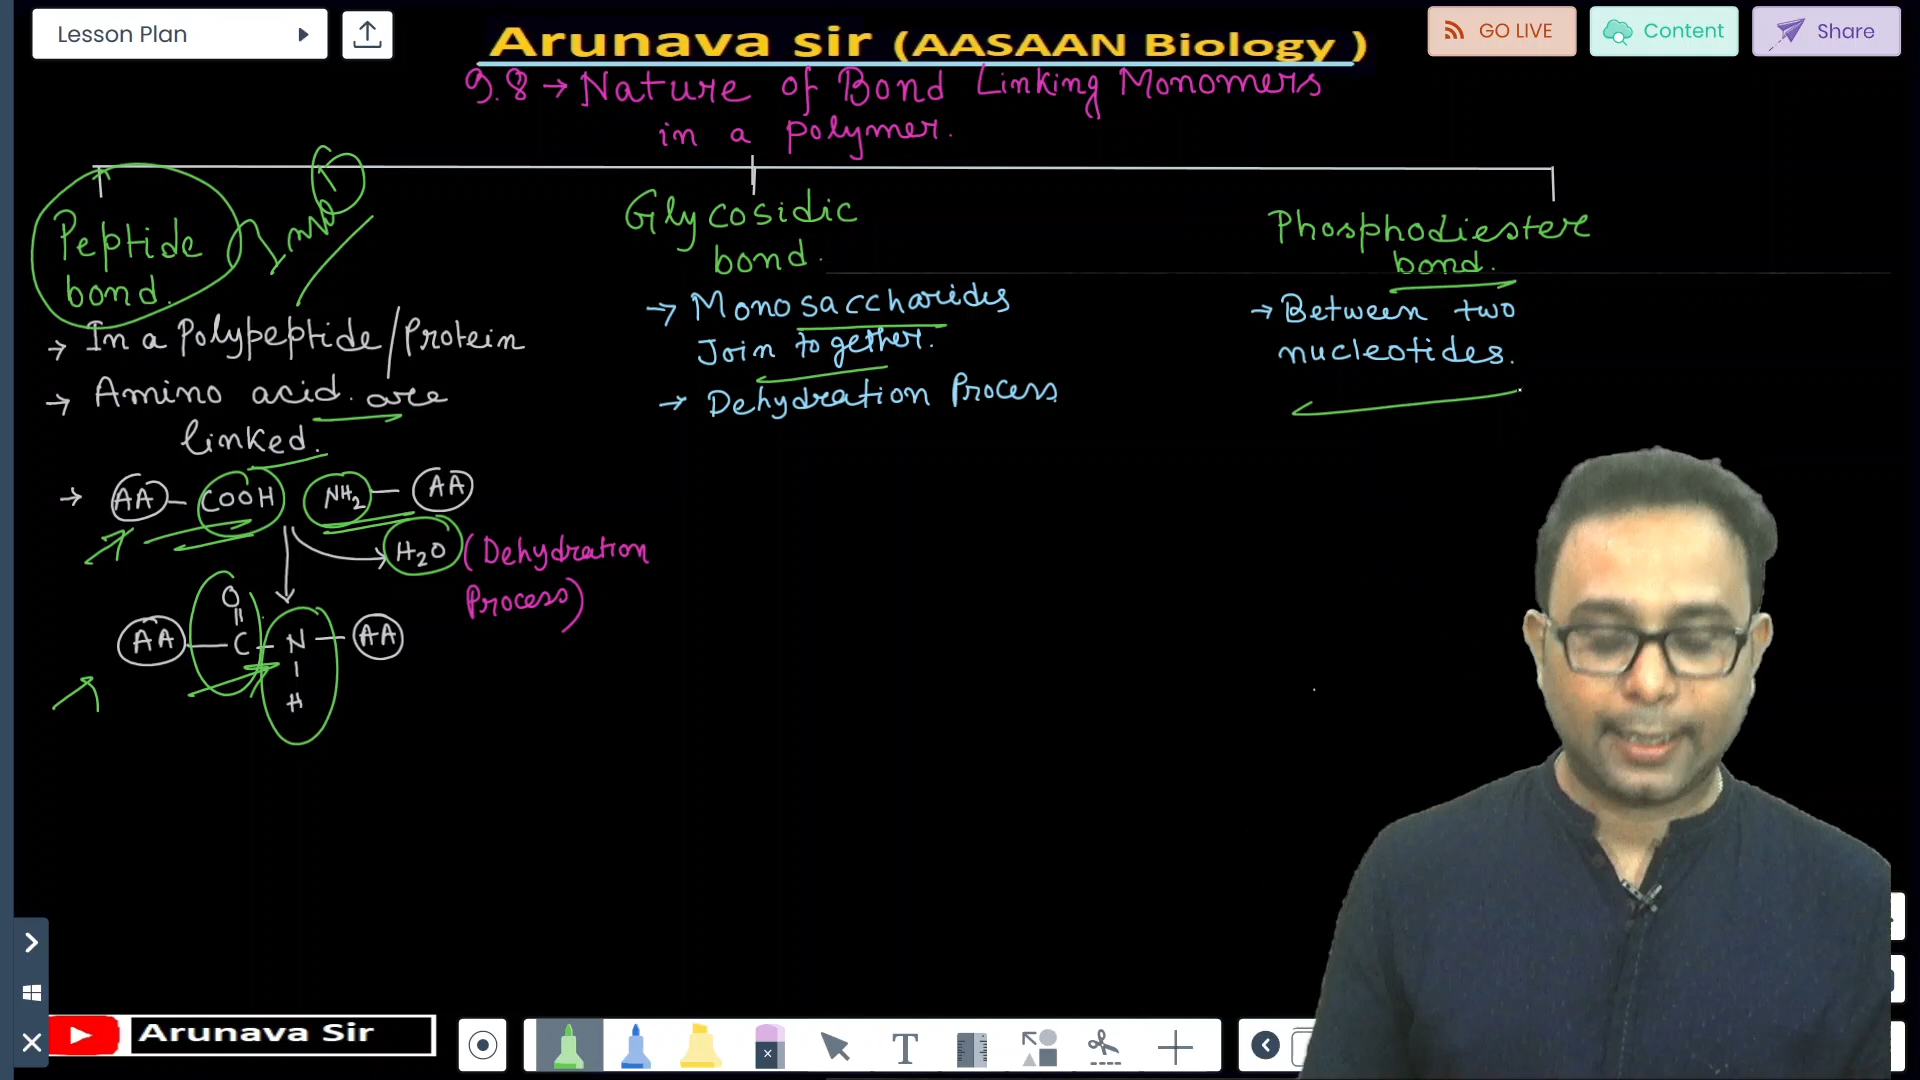 Lesson Plan
Arunava sir (AASAAN Biology )
GO LIVE
Content
Share
9.8 → Nature of Bond Linking Monomers
in a polymer.
Peptide
bond.
→ In a Polypeptide/Protein
→ Amino acid are
linked.
→ AA - COOH NH2 - AA
H2O (Dehydration
Process)
O
AA - C - N - AA
H
Glycosidic
bond.
→ Monosaccharides
Join together.
→ Dehydration Process
Phosphodiester
bond.
→ Between two
nucleotides.
Arunava Sir
T